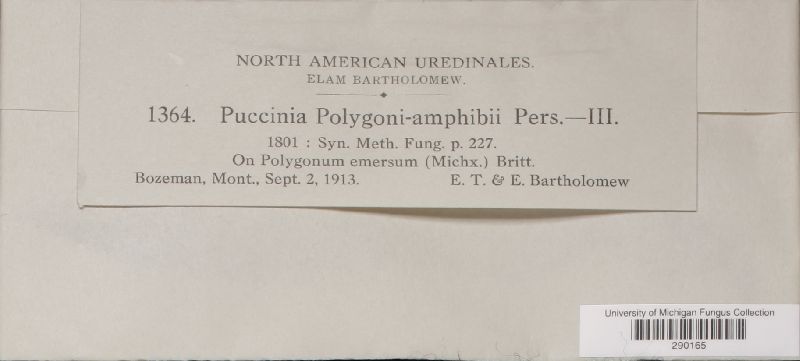 NORTH AMERICAN UREDINALES.
ELAM BARTHOLOMEW.
1364. Puccinia Polygoni-amphibii Pers.—III.
1801 : Syn. Meth. Fung. p. 227.
On Polygonum emersum (Michx.) Britt.
Bozeman, Mont., Sept. 2, 1913. E. T. & E. Bartholomew
University of Michigan Fungus Collection
290165